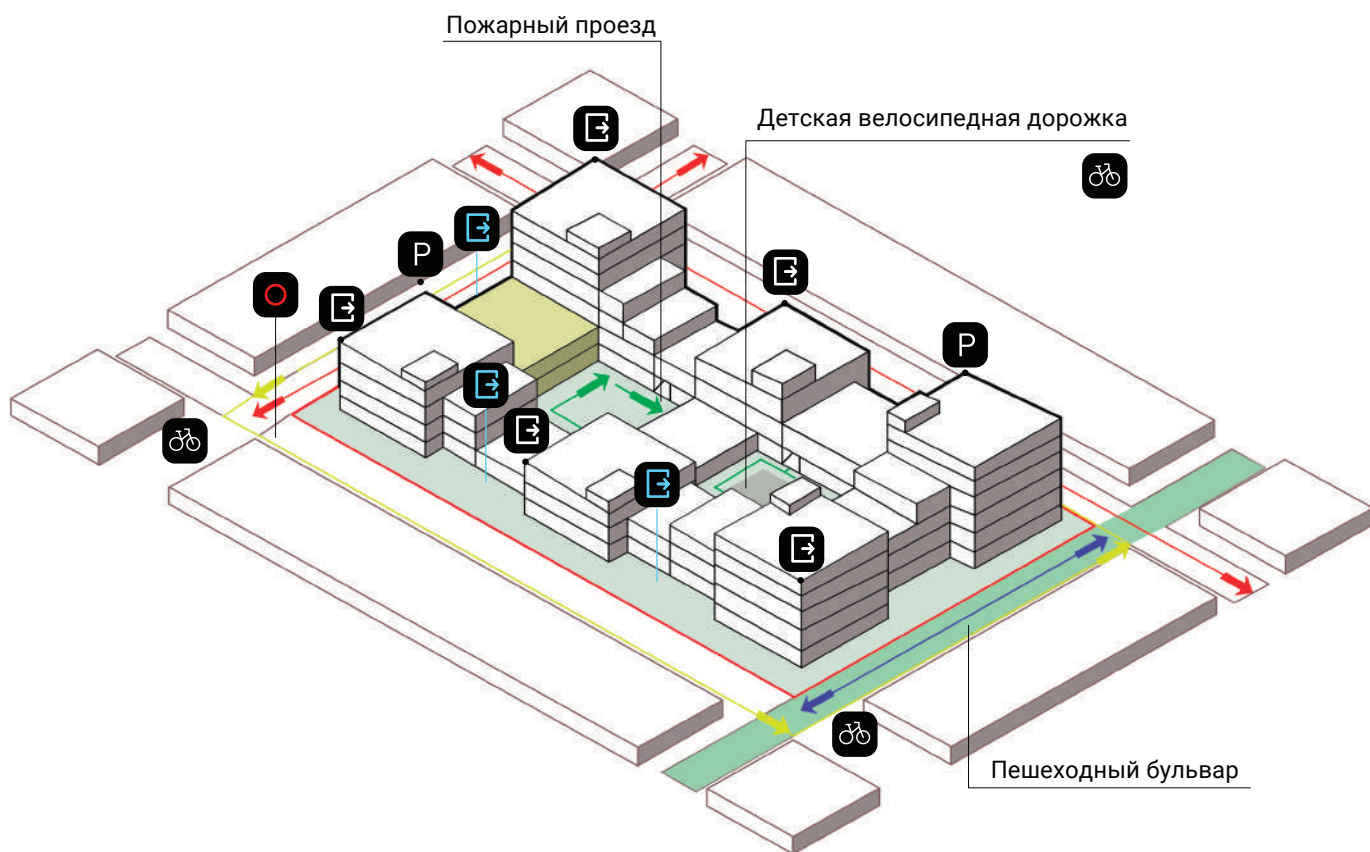 Пожарный проезд
Детская велосипедная дорожка
P
P
Пешеходный бульвар